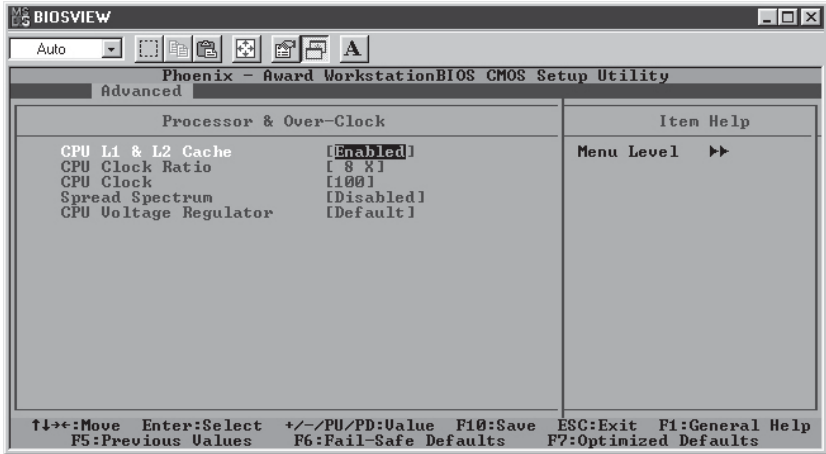 MS DOS BIOSVIEW
Auto A
Phoenix - Award WorkstationBIOS CMOS Setup Utility
Advanced
Processor & Over-Clock
CPU L1 & L2 Cache [Enabled]
CPU Clock Ratio [ 8 X]
CPU Clock [100]
Spread Spectrum [Disabled]
CPU Voltage Regulator [Default]
Item Help
Menu Level ►►
↑↓→←:Move Enter:Select +/-/PU/PD:Value F10:Save ESC:Exit F1:General Help
F5:Previous Values F6:Fail-Safe Defaults F7:Optimized Defaults